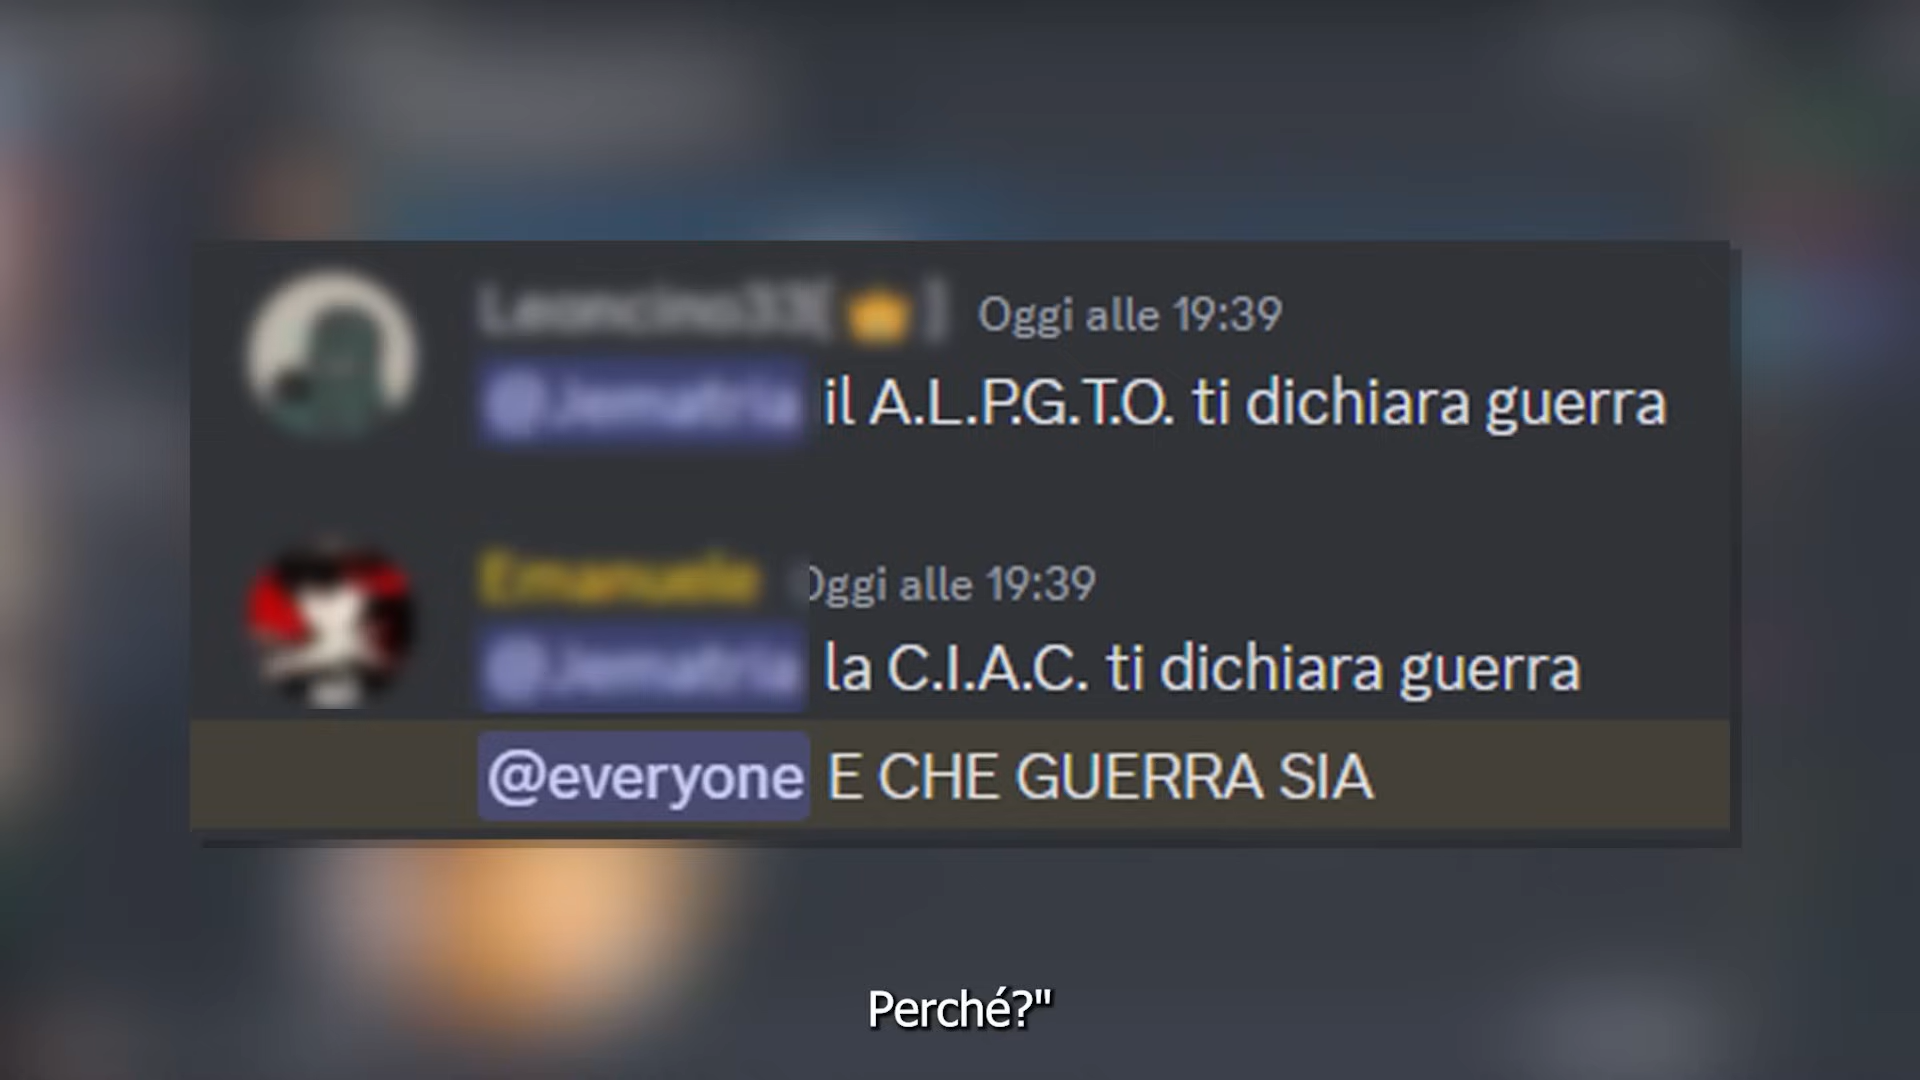 Oggi alle 19:39
il A.L.P.G.T.O. ti dichiara guerra
Oggi alle 19:39
la C.I.A.C. ti dichiara guerra
@everyone E CHE GUERRA SIA
Perché?"